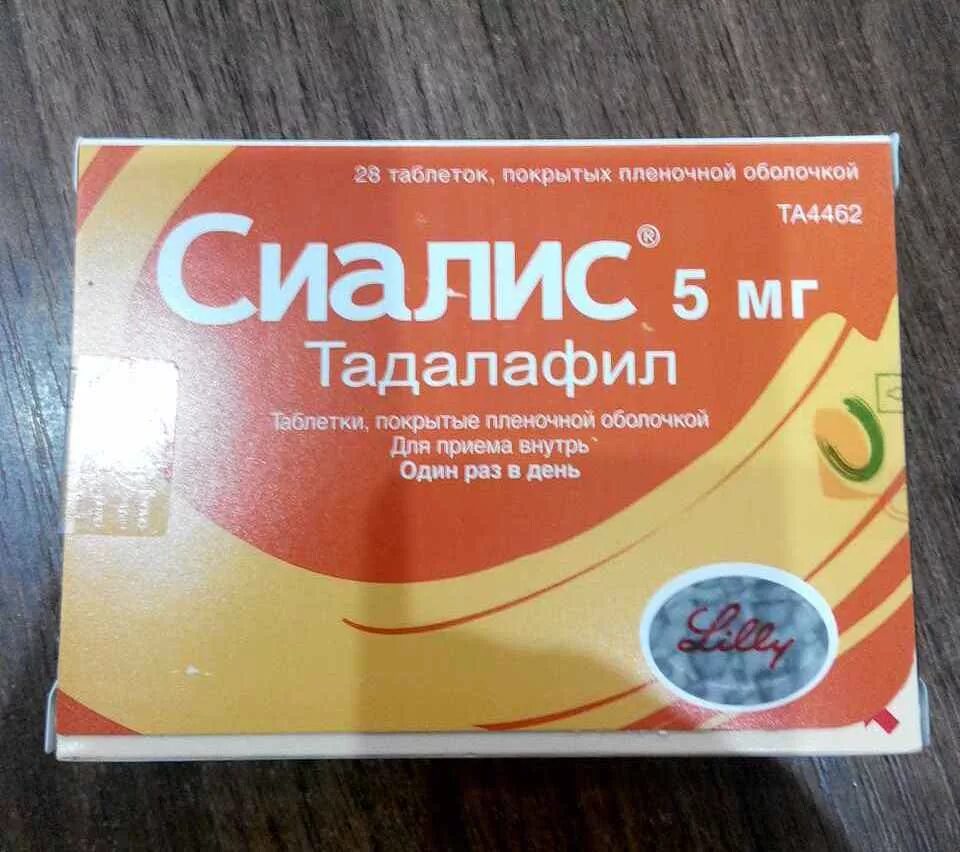 28 таблеток, покрытых пленочной оболочкой
TA4462
Сиалис® 5 мг
Тадалафил
Таблетки, покрытые пленочной оболочкой
Для приема внутрь
Один раз в день
Lilly